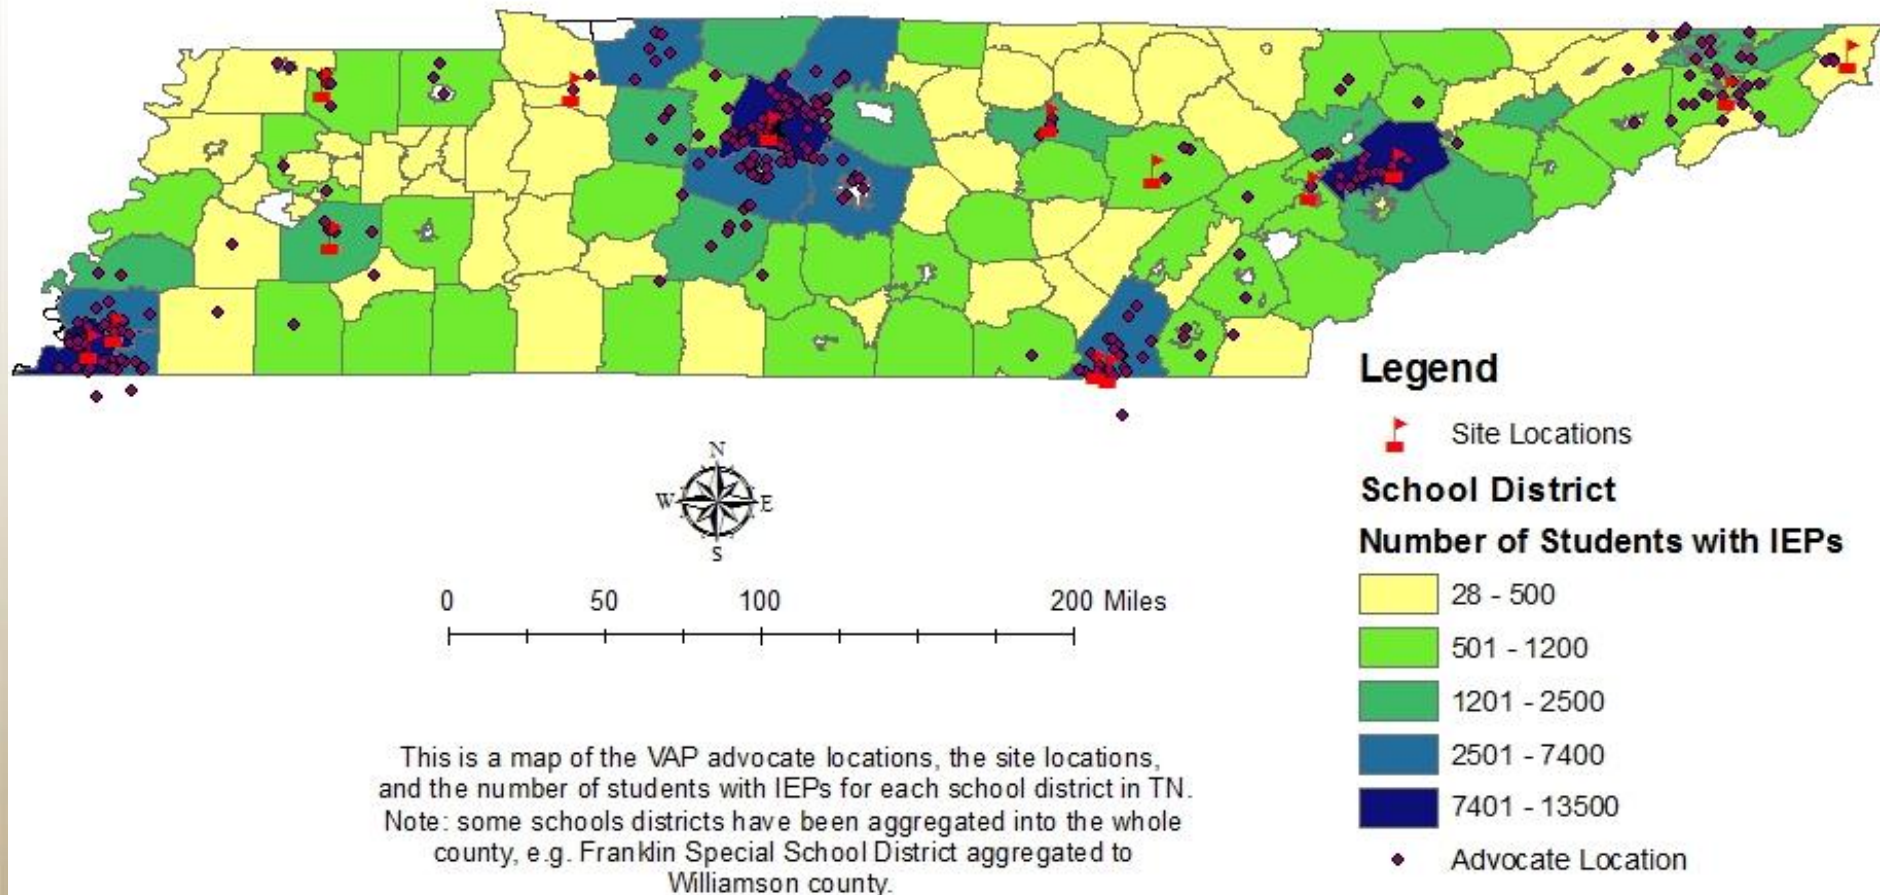 Legend
Site Locations
School District
Number of Students with IEPs
28 - 500
501 - 1200
1201 - 2500
2501 - 7400
7401 - 13500
Advocate Location
N
W E
S
0 50 100 200 Miles
This is a map of the VAP advocate locations, the site locations,
and the number of students with IEPs for each school district in TN.
Note: some schools districts have been aggregated into the whole
county, e.g. Franklin Special School District aggregated to
Williamson county.